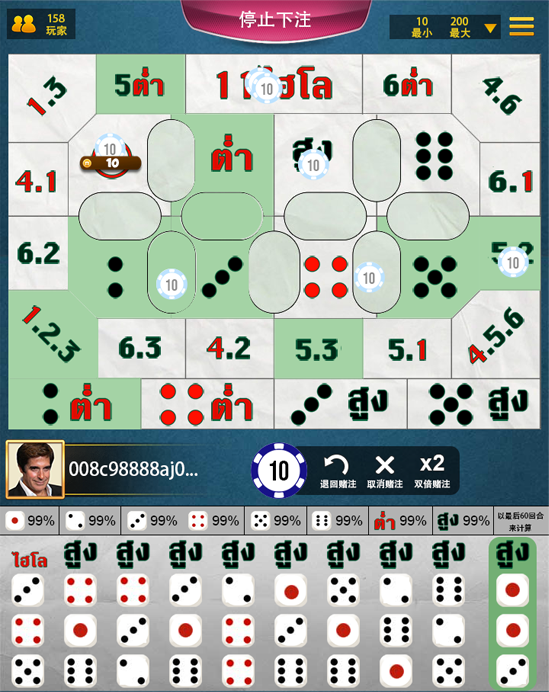 158
玩家
停止下注
10
最小
200
最大
1.3
5ต่ำ
11ไฮโล
10
6ต่ำ
4.6
4.1
10
10
ต่ำ
สูง
10
6.1
6.2
10
10
5.2
10
1.2.3
6.3
4.2
5.3
5.1
4.5.6
ต่ำ
ต่ำ
สูง
สูง
008c98888aj0...
10
退回赌注
取消赌注
x2
双倍赌注
99%
99%
99%
99%
99%
99%
ต่ำ 99%
สูง 99%
以最后60回合
来计算
ไฮโล สูง สูง สูง สูง สูง สูง สูง สูง สูง